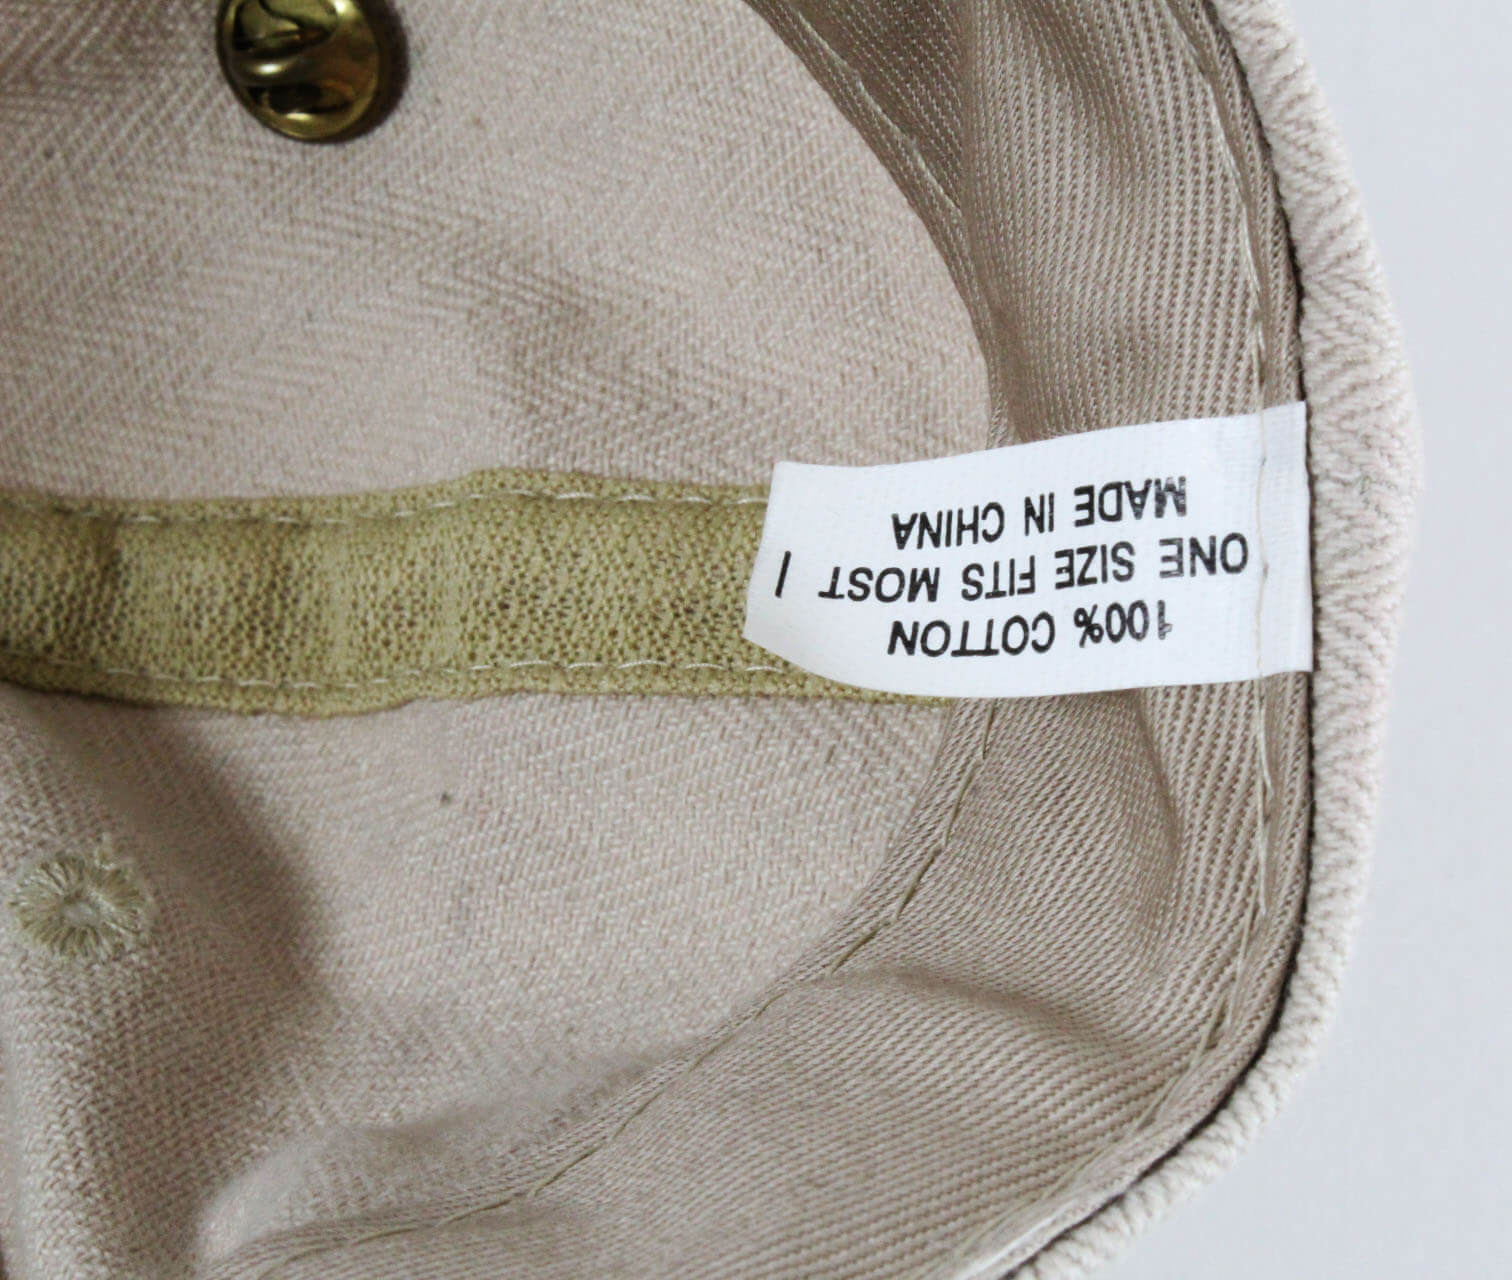 100% COTTON
ONE SIZE FITS MOST /
MADE IN CHINA